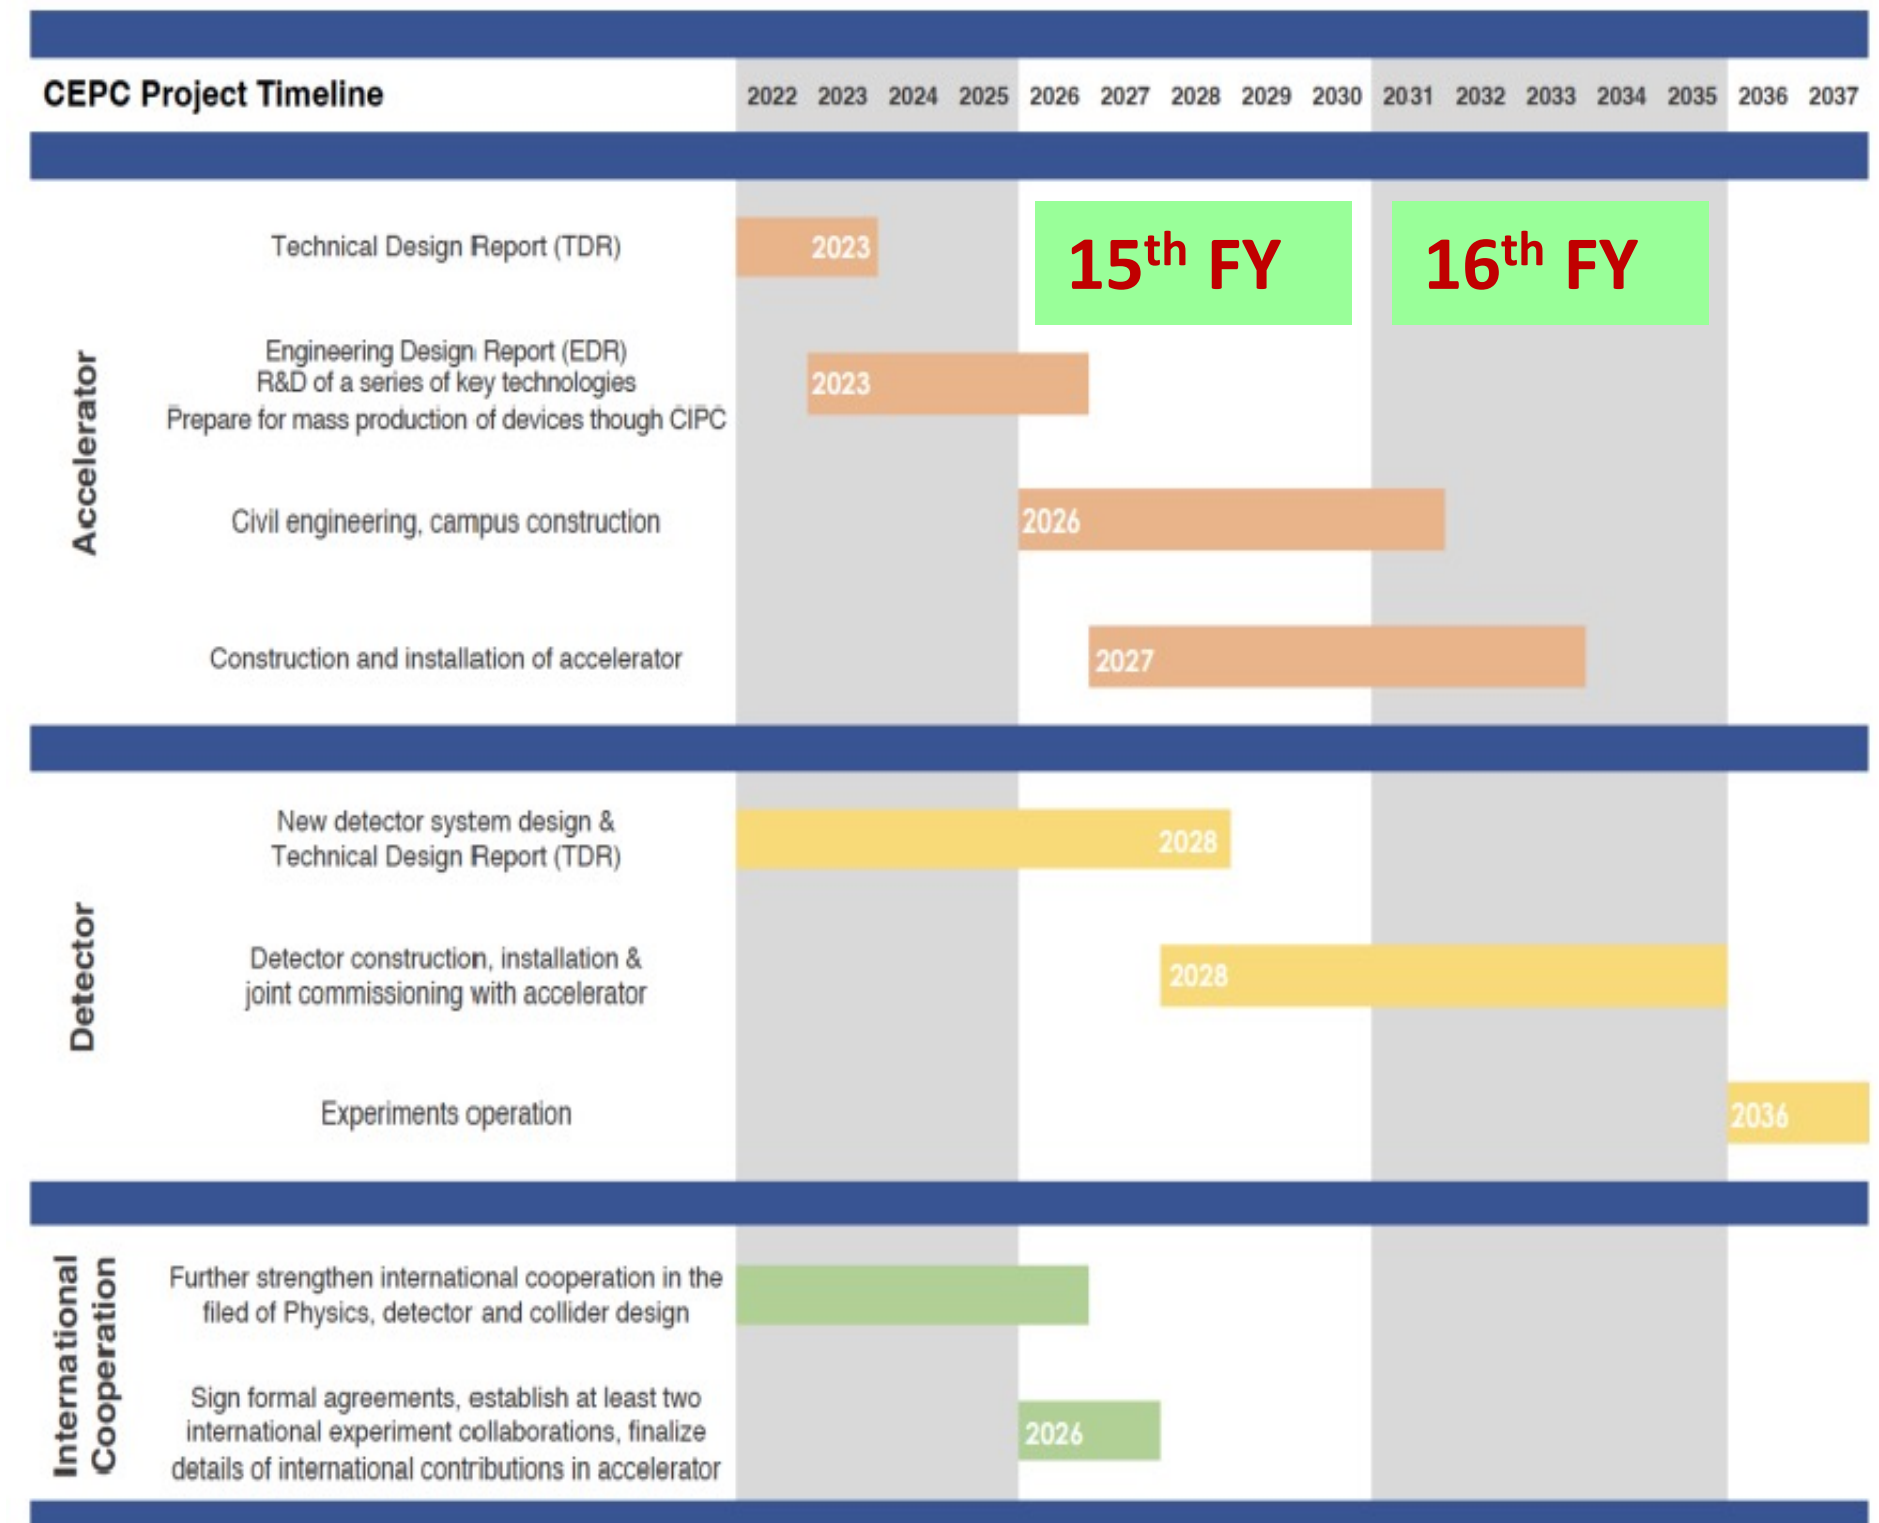 CEPC Project Timeline 2022 2023 2024 2025 2026 2027 2028 2029 2030 2031 2032 2033 2034 2035 2036 2037
Accelerator
Technical Design Report (TDR)
2023
15th FY
16th FY
Engineering Design Report (EDR)
R&D of a series of key technologies
Prepare for mass production of devices though CIPC
2023
Civil engineering, campus construction
2026
Construction and installation of accelerator
2027
Detector
New detector system design &
Technical Design Report (TDR)
2028
Detector construction, installation &
joint commissioning with accelerator
2028
Experiments operation
2036
International
Cooperation
Further strengthen international cooperation in the
filed of Physics, detector and collider design
Sign formal agreements, establish at least two
international experiment collaborations, finalize
details of international contributions in accelerator
2026